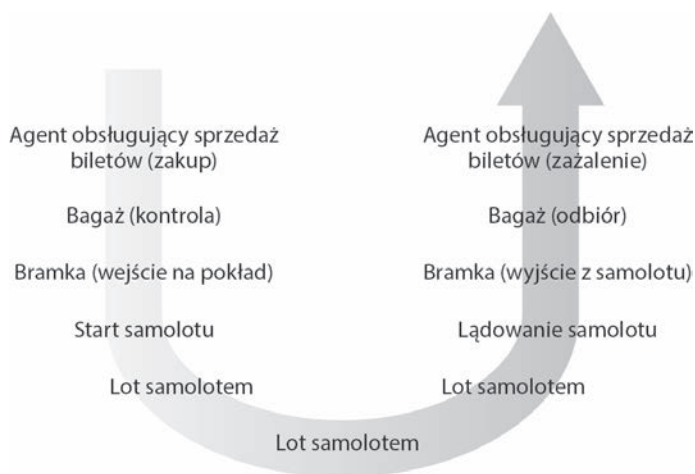 Agent obsługujący sprzedaż
biletów (zakup)
Bagaż (kontrola)
Bramka (wejście na pokład)
Start samolotu
Lot samolotem
Lot samolotem
Lot samolotem
Lądowanie samolotu
Bramka (wyjście z samolotu)
Bagaż (odbiór)
Agent obsługujący sprzedaż
biletów (zażalenie)